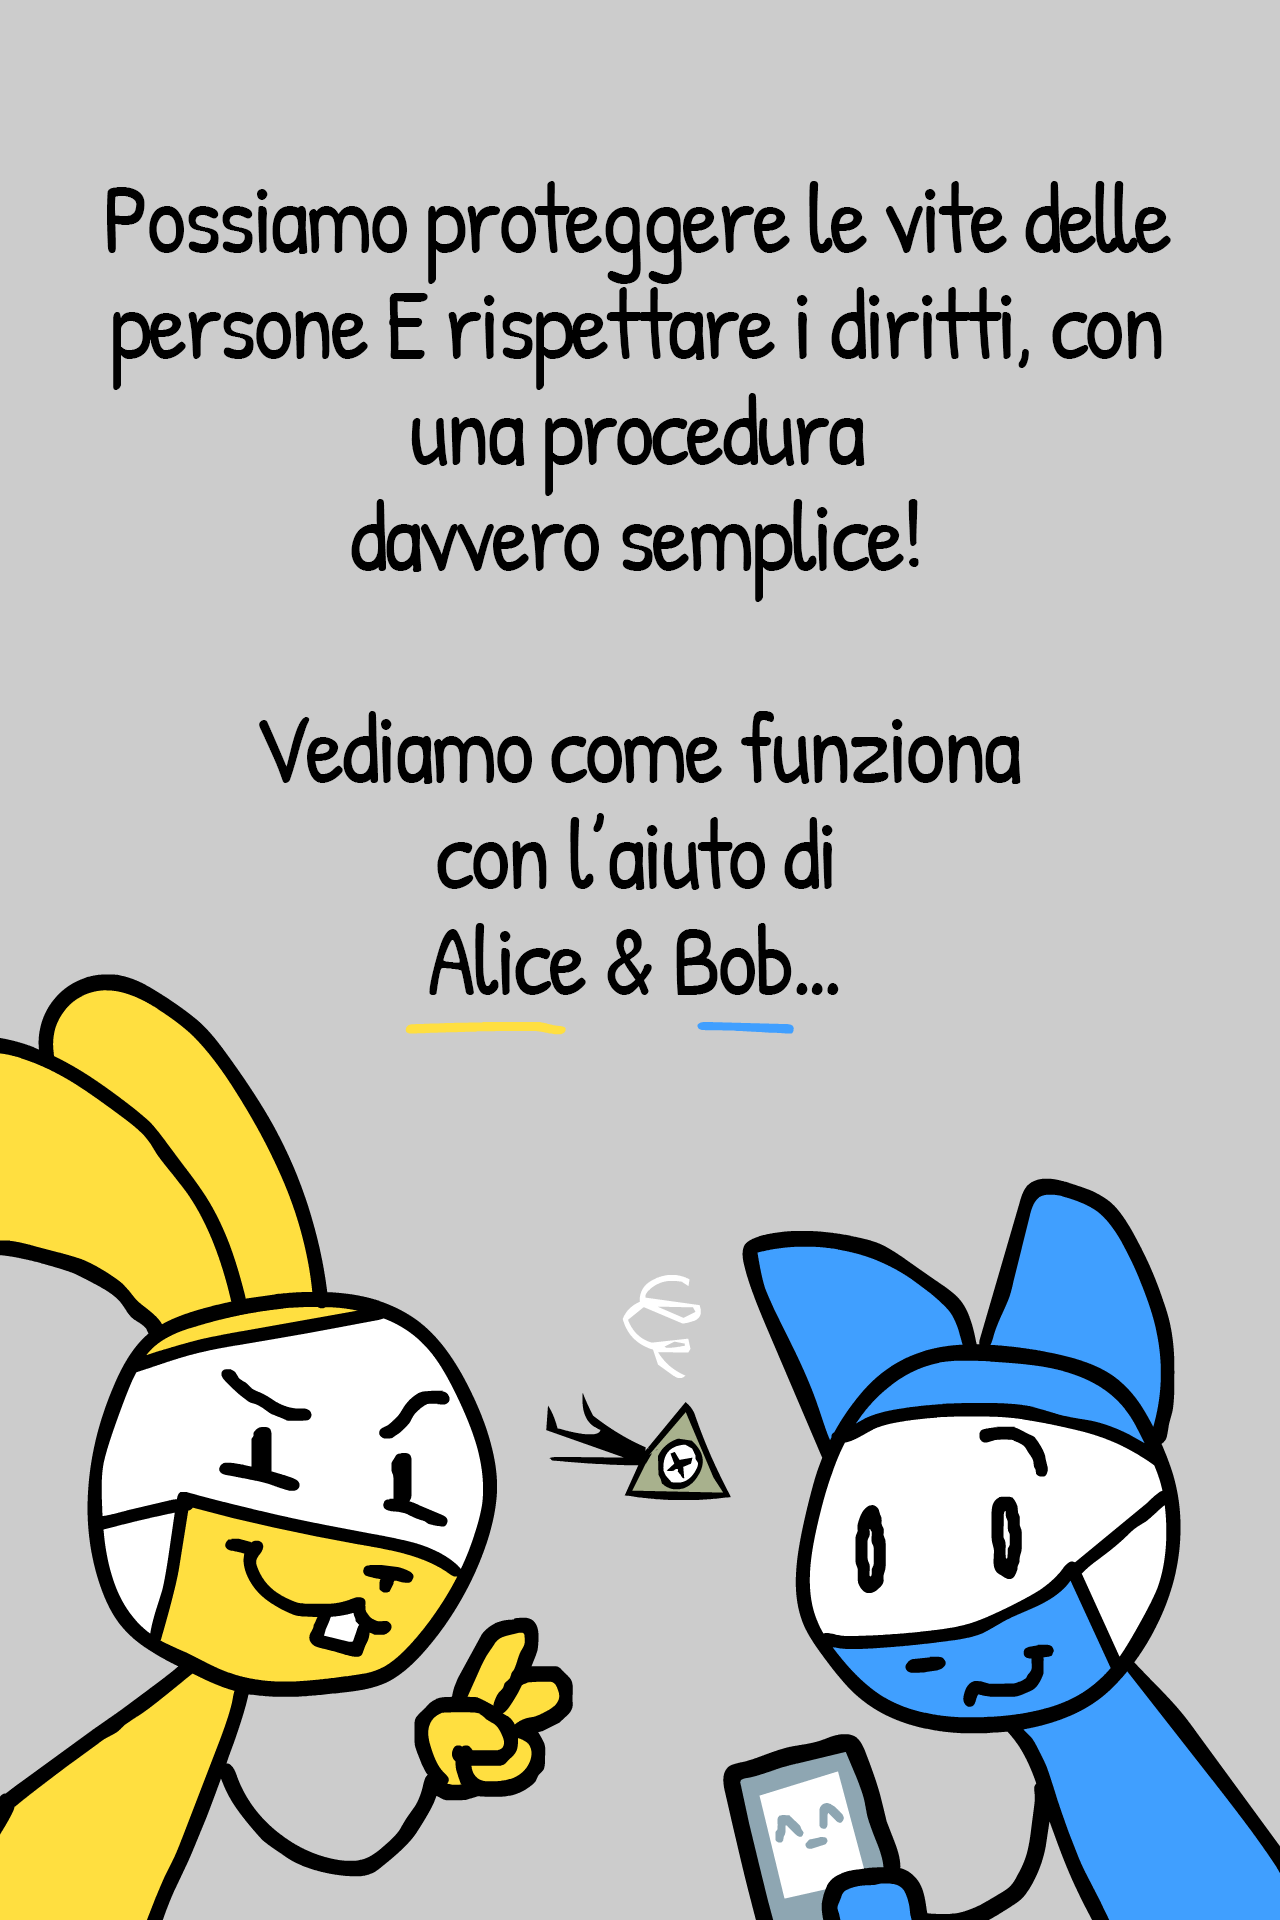 Possiamo proteggere le vite delle
persone E rispettare i diritti, con
una procedura
davvero semplice!
Vediamo come funziona
con l'aiuto di
Alice & Bob...